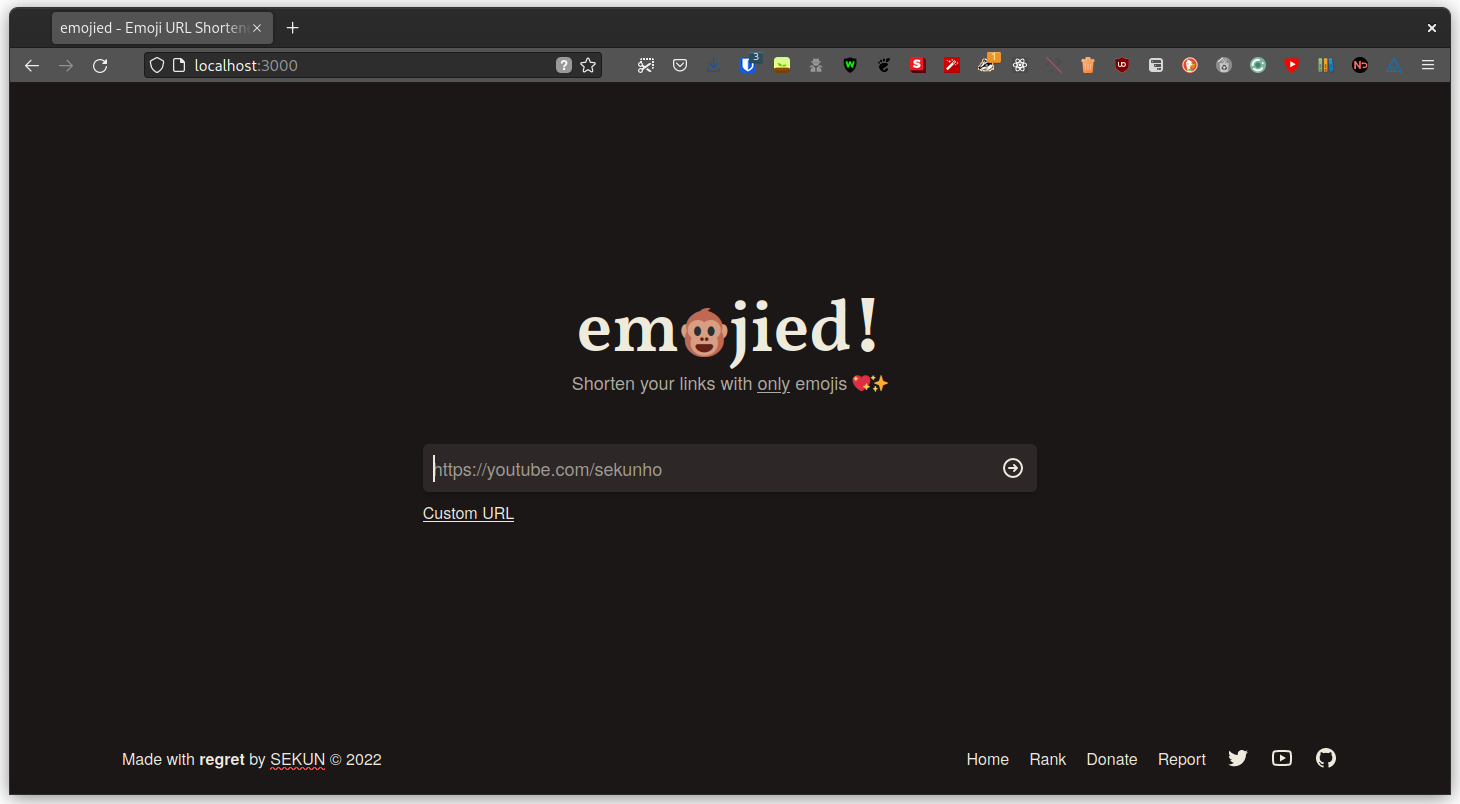 emojied - Emoji URL Shorten
localhost:3000
3
1
em🐵jied!
Shorten your links with only emojis 💖✨
https://youtube.com/sekunho
Custom URL
Made with regret by SEKUN © 2022
Home Rank Donate Report